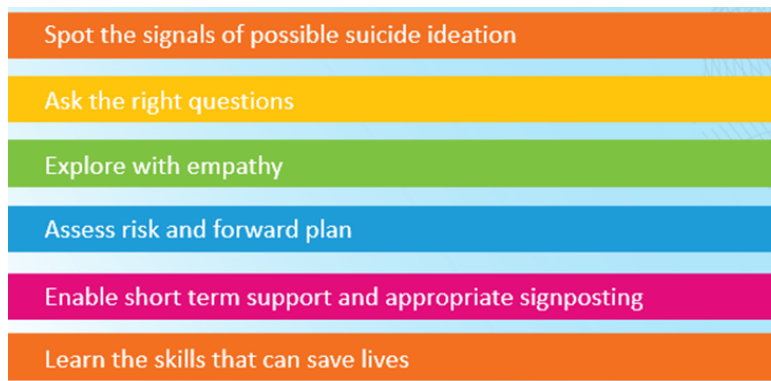 Spot the signals of possible suicide ideation
Ask the right questions
Explore with empathy
Assess risk and forward plan
Enable short term support and appropriate signposting
Learn the skills that can save lives